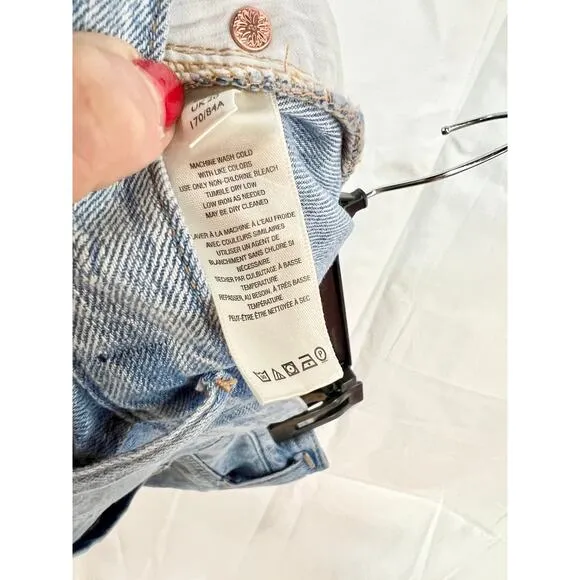 UK
170/84A
MACHINE WASH COLD
WITH LIKE COLORS
USE ONLY NON-CHLORINE BLEACH
TUMBLE DRY LOW
LOW IRON AS NEEDED
MAY BE DRY CLEANED
LAVER À LA MACHINE À L'EAU FROIDE
AVEC COULEURS SIMILAIRES
UTILISER UN AGENT DE
BLANCHIMENT SANS CHLORE SI
NÉCESSAIRE
SÉCHER PAR CULBUTAGE À BASSE
TEMPÉRATURE
REPASSER, AU BESOIN, À TRÈS BASSE
TEMPÉRATURE
PEUT-ÊTRE ÊTRE NETTOYÉE À SEC